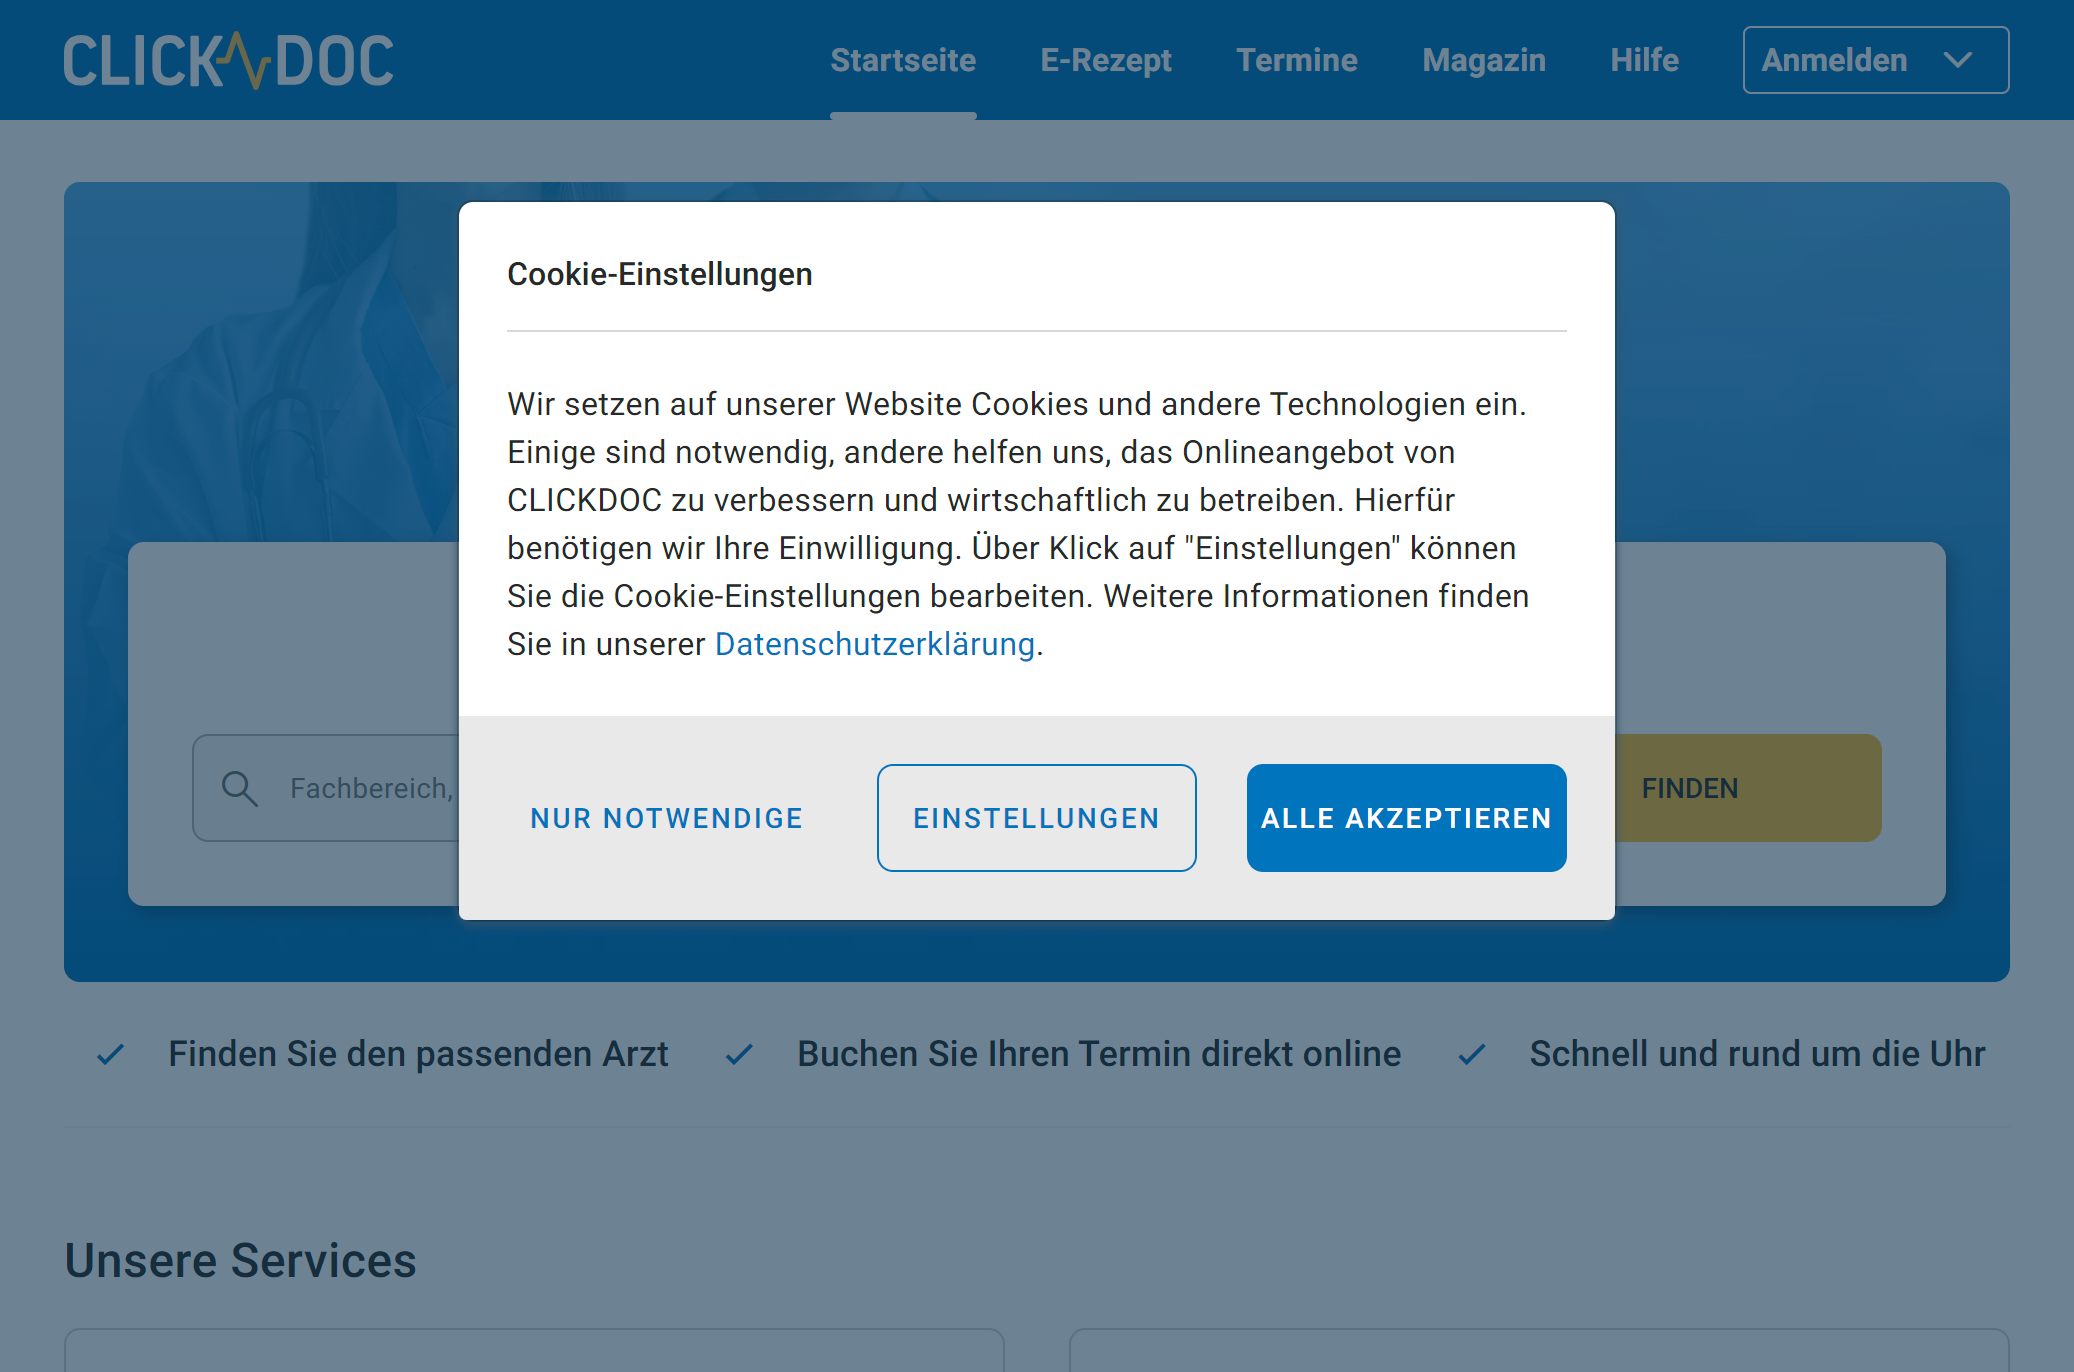 CLICKDOC
Startseite
E-Rezept
Termine
Magazin
Hilfe
Anmelden
Cookie-Einstellungen
Wir setzen auf unserer Website Cookies und andere Technologien ein.
Einige sind notwendig, andere helfen uns, das Onlineangebot von
CLICKDOC zu verbessern und wirtschaftlich zu betreiben. Hierfür
benötigen wir Ihre Einwilligung. Über Klick auf "Einstellungen" können
Sie die Cookie-Einstellungen bearbeiten. Weitere Informationen finden
Sie in unserer Datenschutzerklärung.
Fachbereich,
NUR NOTWENDIGE
EINSTELLUNGEN
ALLE AKZEPTIEREN
FINDEN
Finden Sie den passenden Arzt
Buchen Sie Ihren Termin direkt online
Schnell und rund um die Uhr
Unsere Services